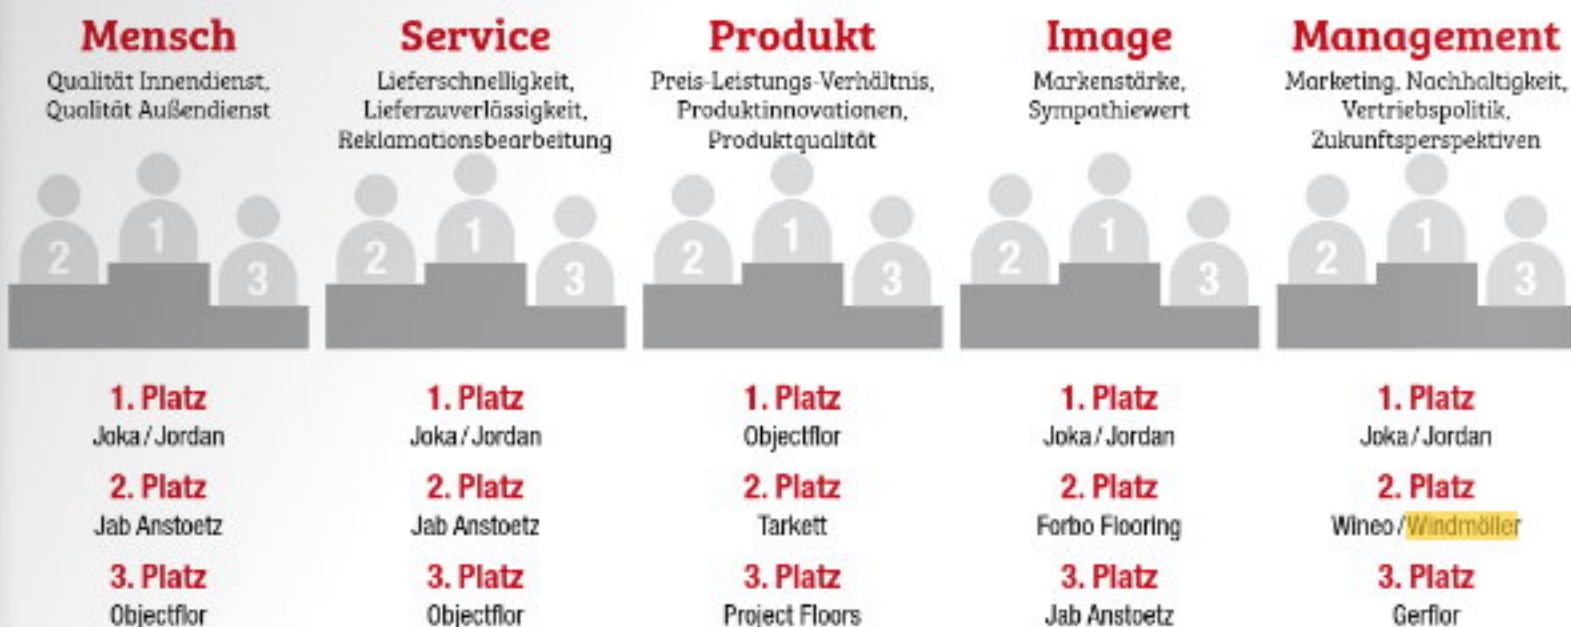 Mensch
Qualität Innendienst,
Qualität Außendienst
2
1
3
1. Platz
Joka / Jordan
2. Platz
Jab Anstoetz
3. Platz
Objectflor
Service
Lieferschnelligkeit,
Lieferzuverlässigkeit,
Reklamationsbearbeitung
2
1
3
1. Platz
Joka / Jordan
2. Platz
Jab Anstoetz
3. Platz
Objectflor
Produkt
Preis-Leistungs-Verhältnis,
Produktinnovationen,
Produktqualität
2
1
3
1. Platz
Objectflor
2. Platz
Tarkett
3. Platz
Project Floors
Image
Markenstärke,
Sympathiewert
2
1
3
1. Platz
Joka / Jordan
2. Platz
Forbo Flooring
3. Platz
Jab Anstoetz
Management
Marketing, Nachhaltigkeit,
Vertriebspolitik,
Zukunftsperspektiven
2
1
3
1. Platz
Joka / Jordan
2. Platz
Wineo / Windmöller
3. Platz
Gerflor